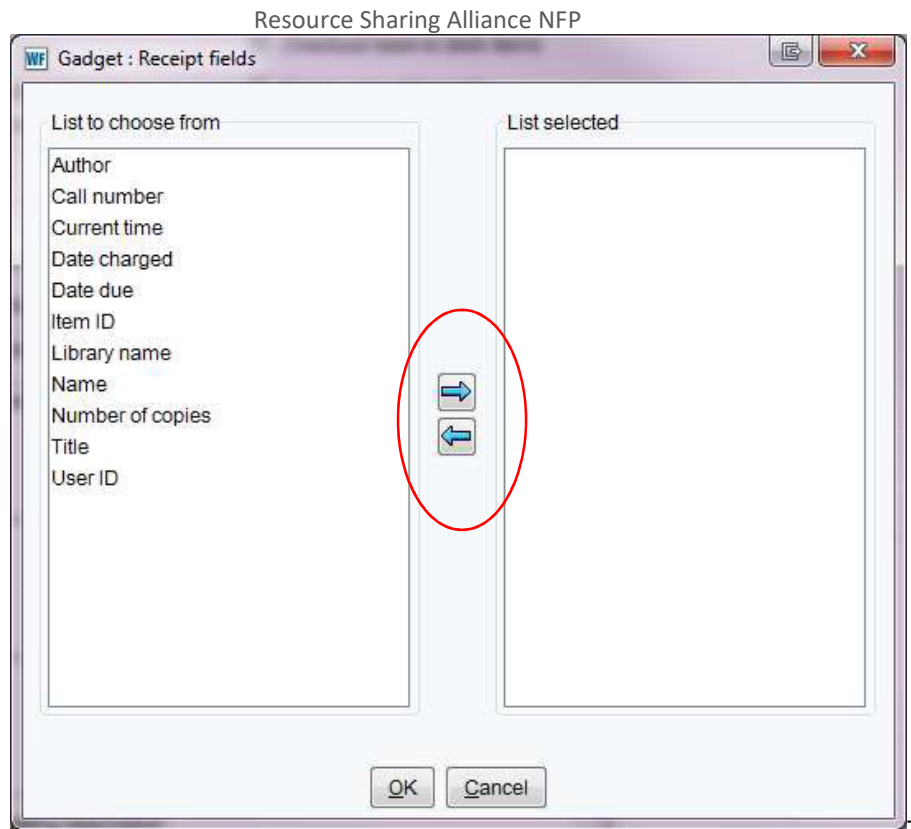 Resource Sharing Alliance NFP
WF Gadget : Receipt fields
List to choose from
List selected
Author
Call number
Current time
Date charged
Date due
Item ID
Library name
Name
Number of copies
Title
User ID
OK
Cancel